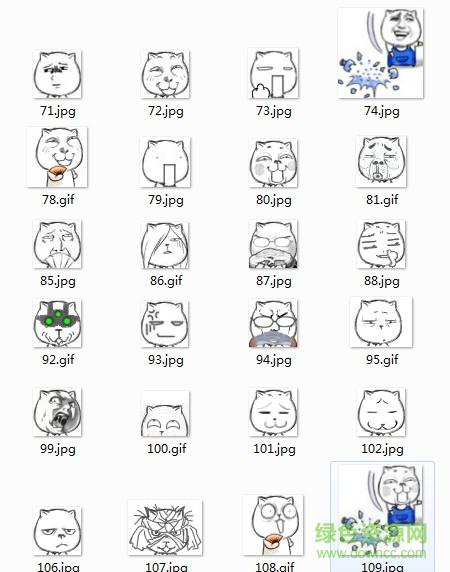 71.jpg 72.jpg 73.jpg 74.jpg
78.gif 79.jpg 80.jpg 81.gif
85.jpg 86.gif 87.jpg 88.jpg
92.gif 93.jpg 94.jpg 95.gif
99.jpg 100.gif 101.jpg 102.jpg
绿色资源网
www.downcc.com
106.jpg 107.jpg 108.gif 109.jpg